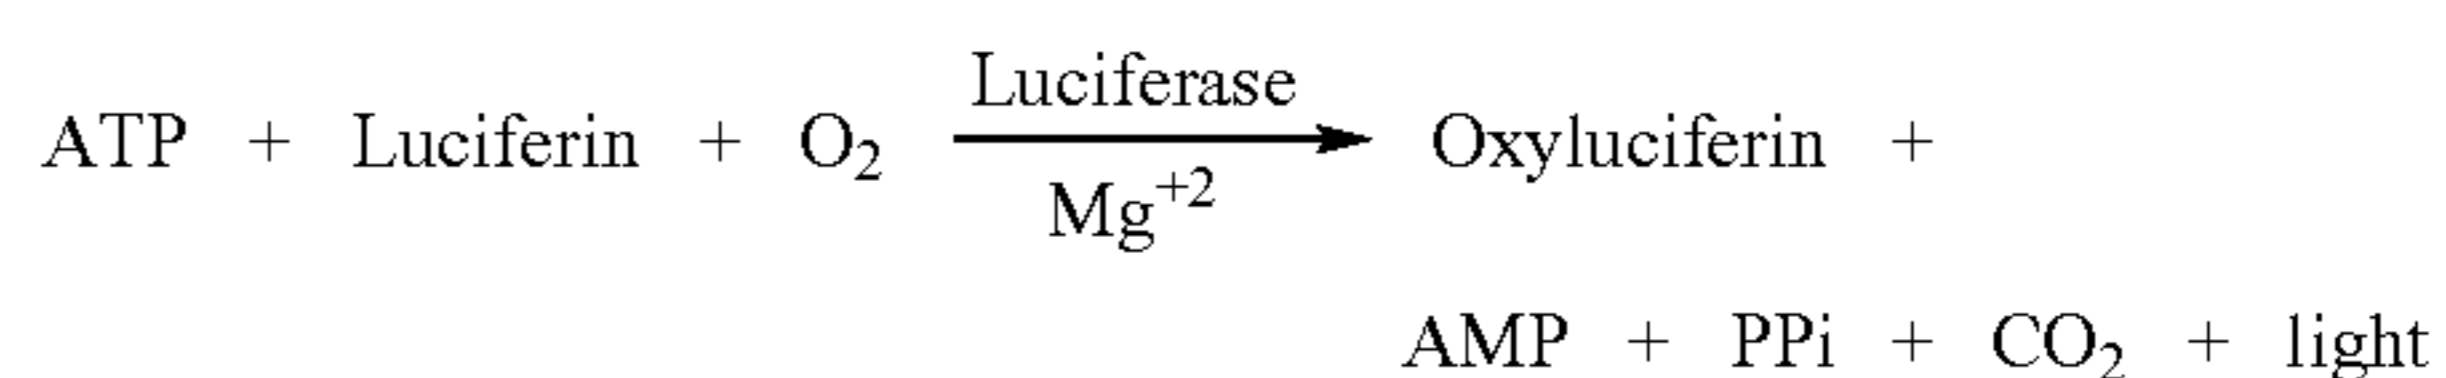 Luciferase
ATP + Luciferin + O₂ ⟶ Oxyluciferin +
Mg⁺²
AMP + PPi + CO₂ + light